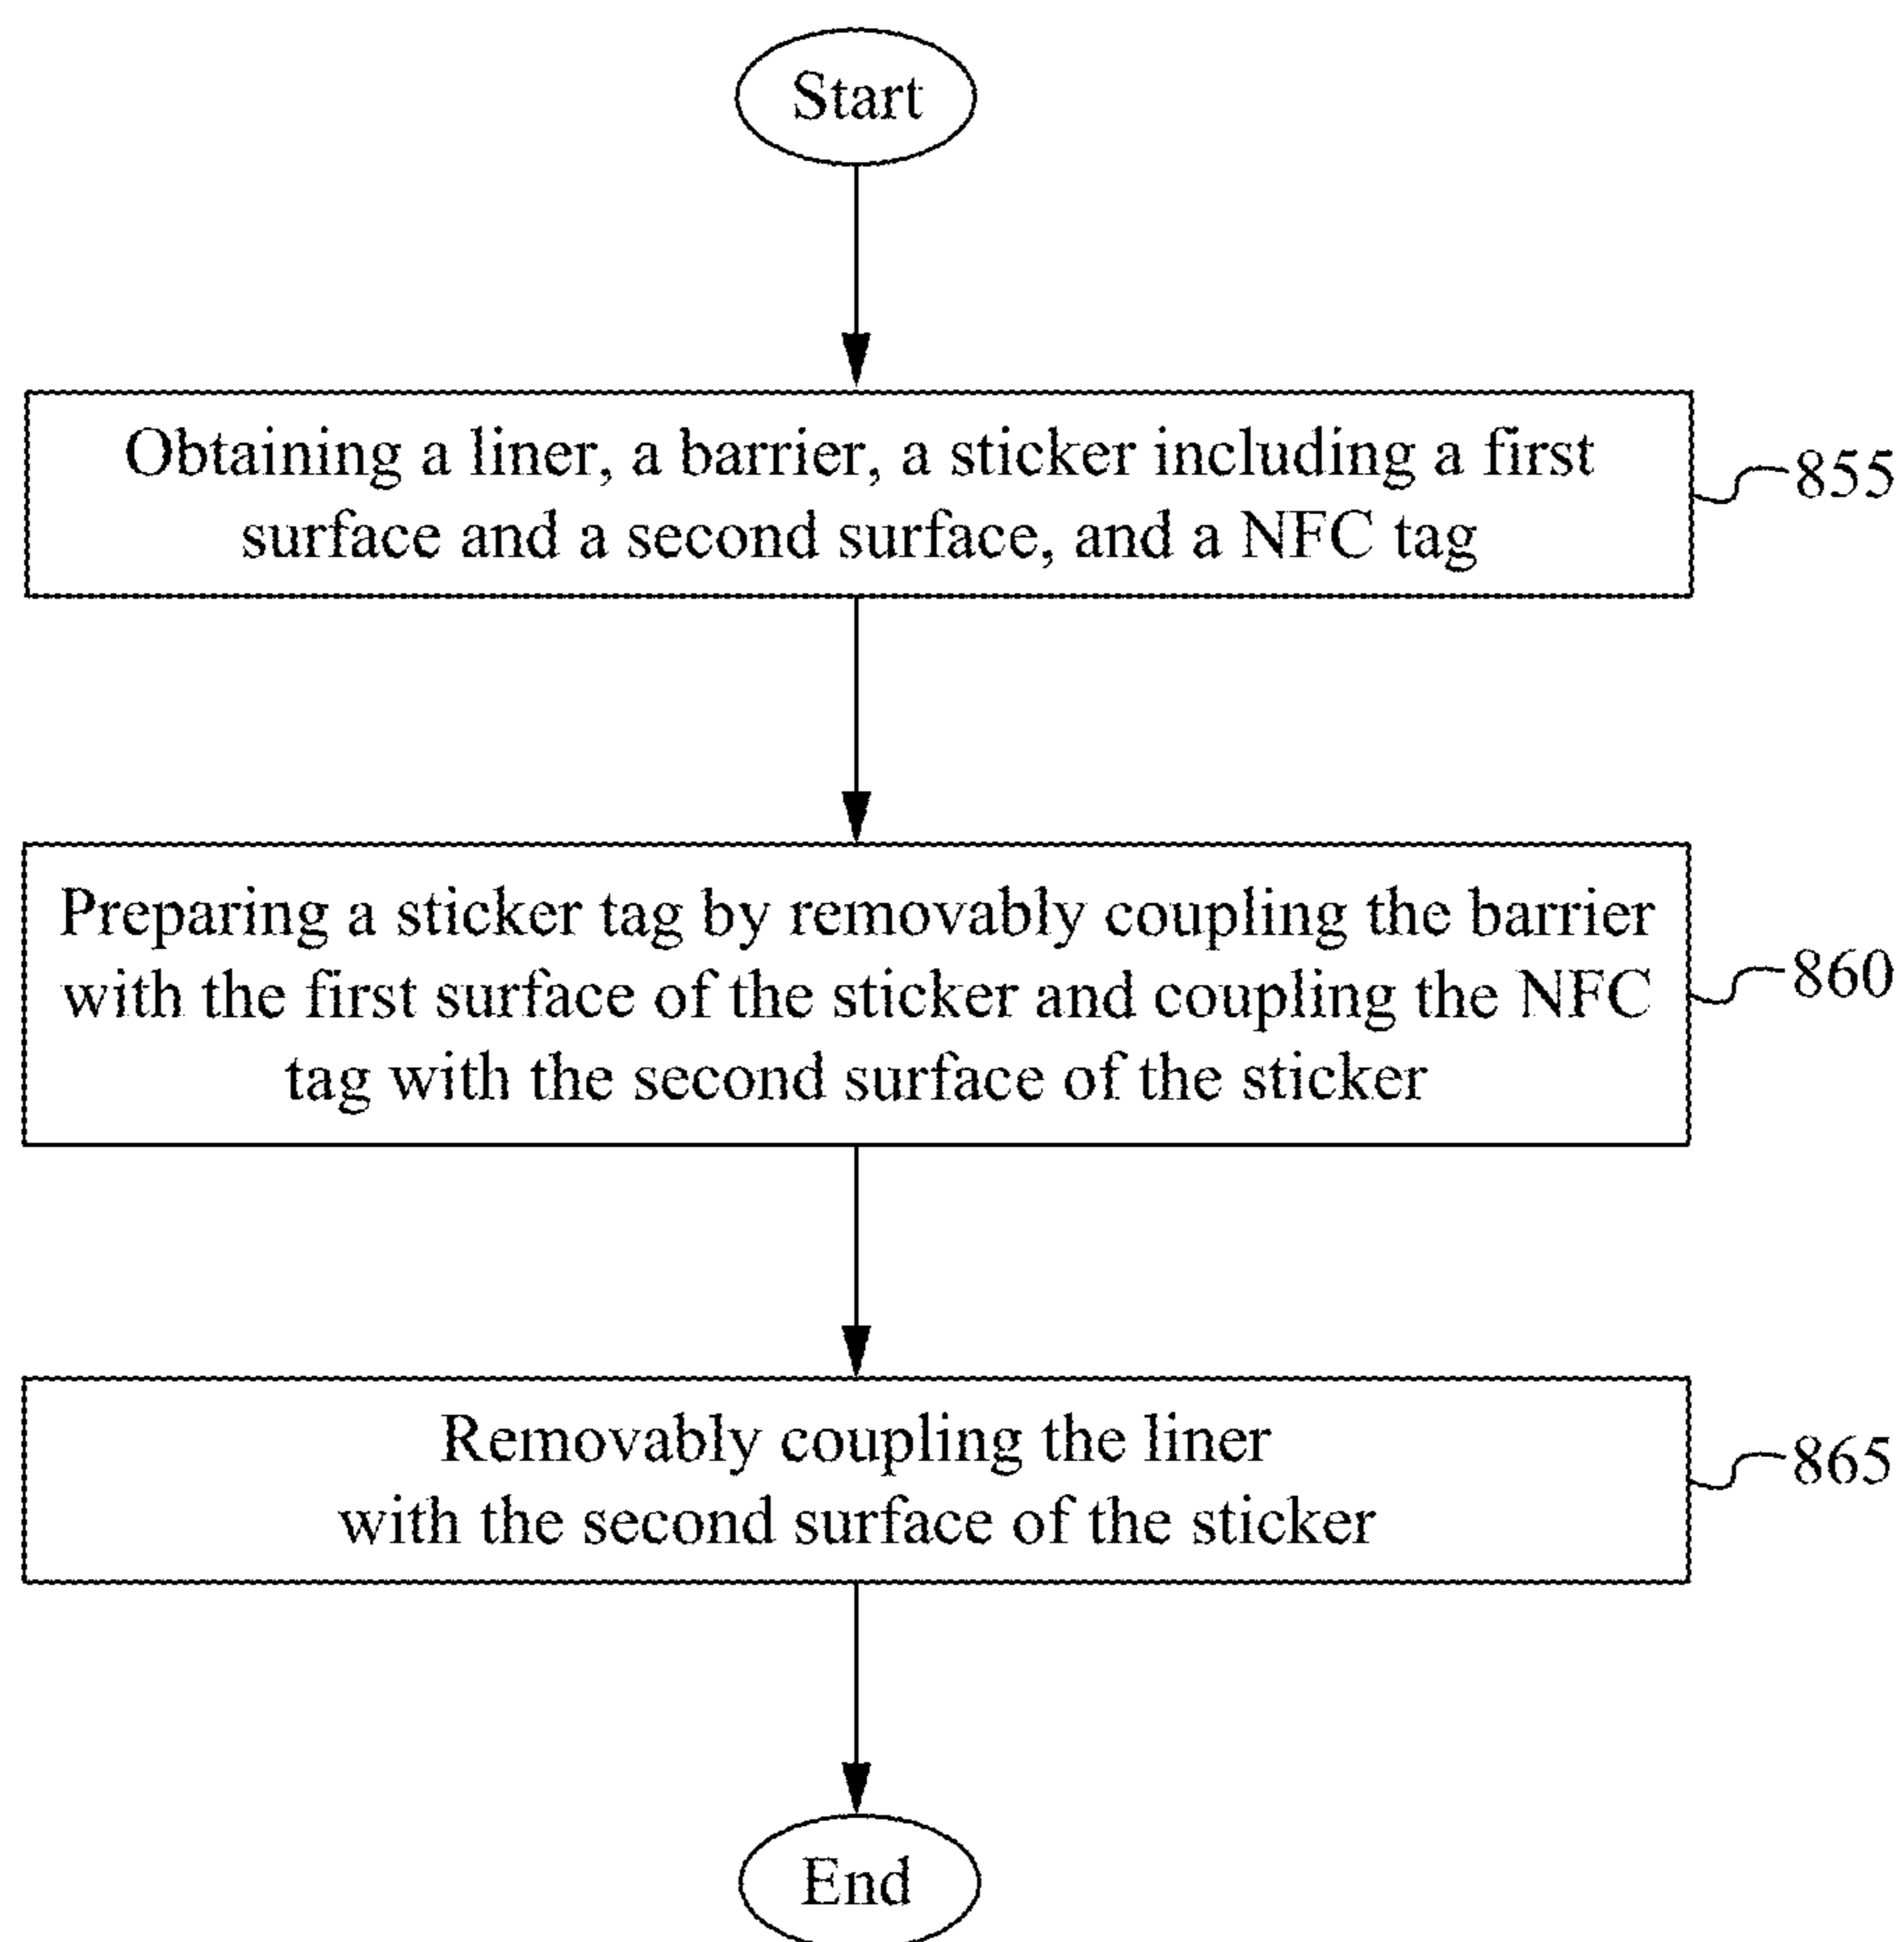 Start
Obtaining a liner, a barrier, a sticker including a first
surface and a second surface, and a NFC tag
855
Preparing a sticker tag by removably coupling the barrier
with the first surface of the sticker and coupling the NFC
tag with the second surface of the sticker
860
Removably coupling the liner
with the second surface of the sticker
865
End